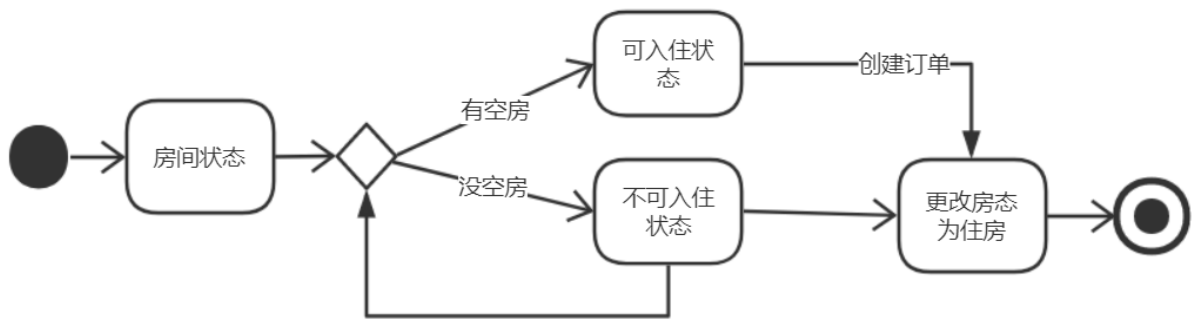 可入住状
态
创建订单
有空房
房间状态
没空房
不可入住
状态
更改房态
为住房